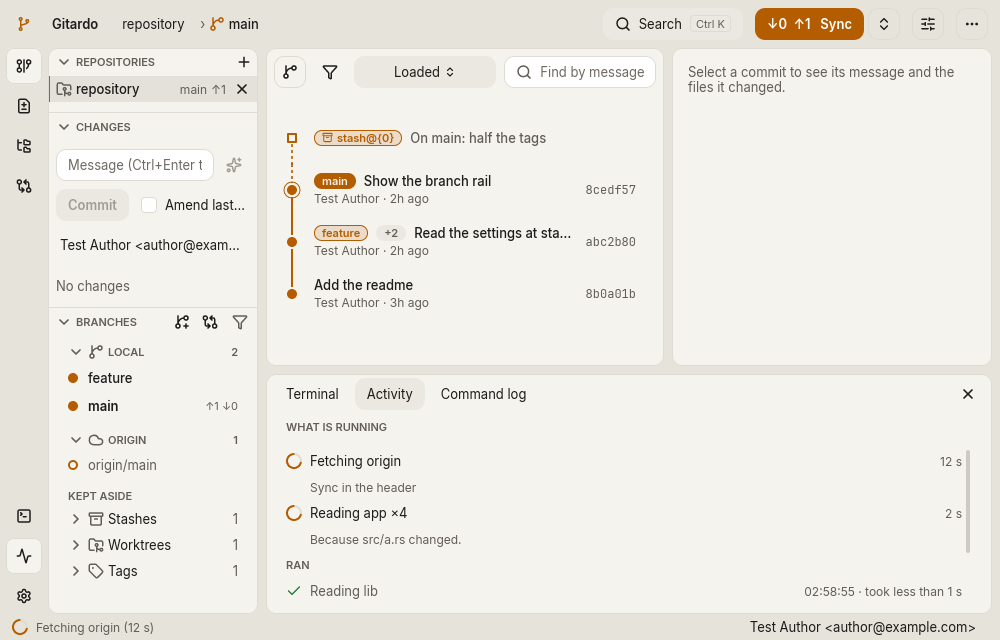 Gitardo repository › main
Search Ctrl K
↓0 ↑1 Sync
REPOSITORIES
repository main ↑1
CHANGES
Message (Ctrl+Enter t
Commit Amend last...
Test Author <author@exam...
No changes
BRANCHES
LOCAL 2
feature
main ↑1 ↓0
ORIGIN 1
origin/main
KEPT ASIDE
Stashes 1
Worktrees 1
Tags 1
Loaded
Find by message
stash@{0} On main: half the tags
main Show the branch rail
Test Author · 2h ago 8cedf57
feature +2 Read the settings at sta...
Test Author · 2h ago abc2b80
Add the readme
Test Author · 3h ago 8b0a01b
Select a commit to see its message and the
files it changed.
Terminal Activity Command log
WHAT IS RUNNING
Fetching origin 12 s
Sync in the header
Reading app ×4 2 s
Because src/a.rs changed.
RAN
Reading lib 02:58:55 · took less than 1 s
Fetching origin (12 s)
Test Author <author@example.com>